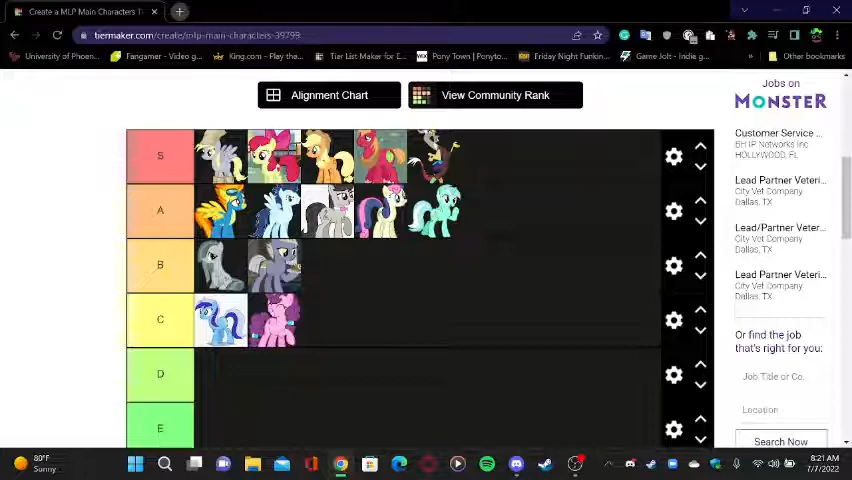 Create a MLP Main Characters Ti
tiermaker.com/create/mlp-main-characters-39799
University of Phoen...
Fangamer - Video g...
King.com - Play the...
Tier List Maker for E...
WIX
Pony Town | Ponyto...
Friday Night Funkin...
Game Jolt - Indie g...
Other bookmarks
Alignment Chart
View Community Rank
S
A
B
C
D
E
Jobs on
MONSTER
Customer Service ...
BH IP Networks Inc
HOLLYWOOD, FL
Lead Partner Veteri...
City Vet Company
Dallas, TX
Lead/Partner Veter...
City Vet Company
Dallas, TX
Lead Partner Veteri...
City Vet Company
Dallas, TX
Or find the job
that's right for you:
Job Title or Co.
Location
Search Now
80°F
Sunny
8:21 AM
7/7/2022